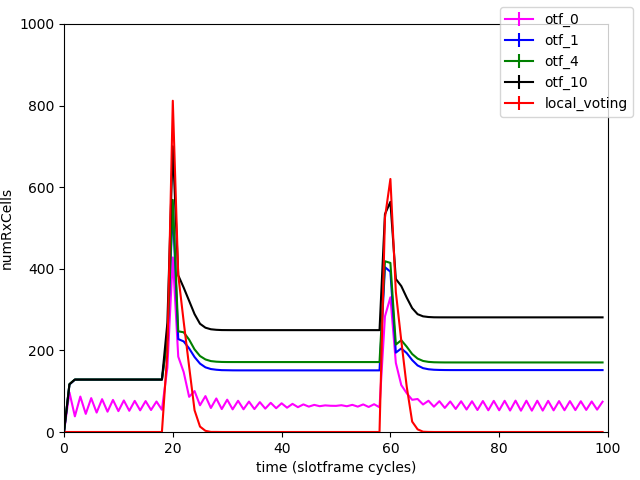 1000
800
600
400
200
0
numRxCells
0 20 40 60 80 100
time (slotframe cycles)
otf_0
otf_1
otf_4
otf_10
local_voting